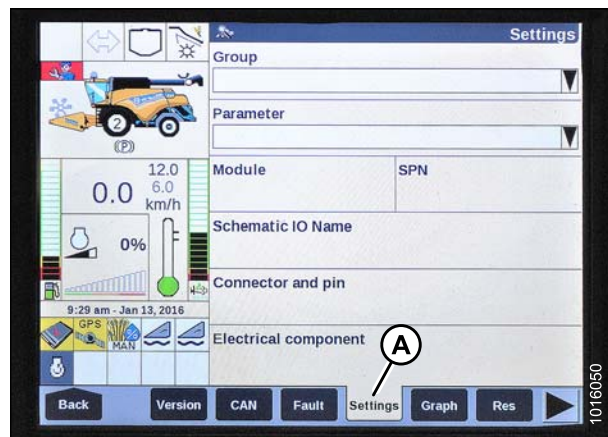 Settings
Group
Parameter
2
(P)
12.0
0.0 6.0
km/h
Module SPN
0%
E
Schematic IO Name
Connector and pin
9:29 am - Jan 13, 2016
GPS
MAN
Electrical component
A
Back Version CAN Fault Settings Graph Res
1016050